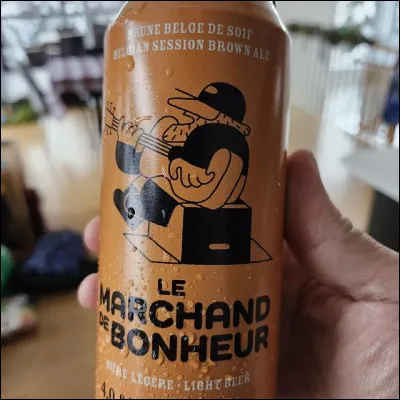 BRUNE BELGE DE SOIF
BELGIAN SESSION BROWN ALE
LE
MARCHAND
DE BONHEUR
BIÈRE LÉGÈRE · LIGHT BEER